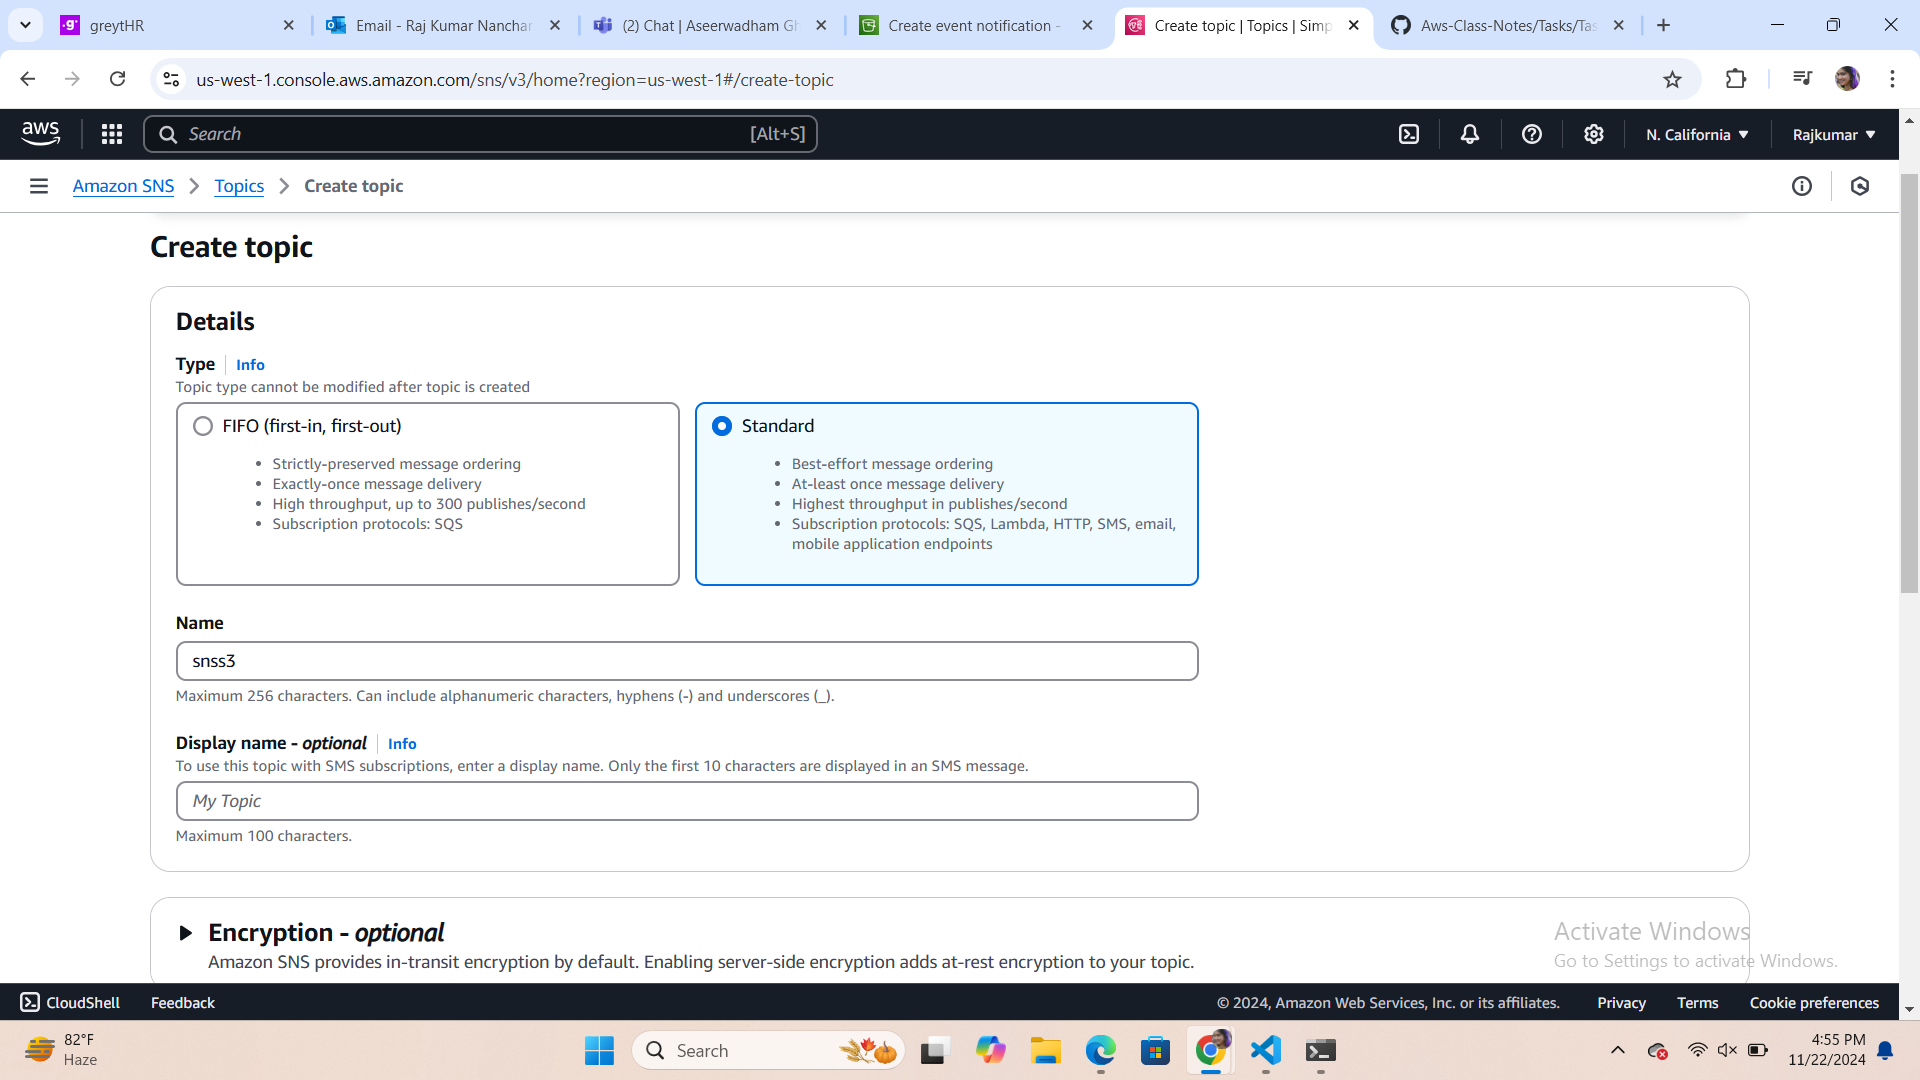 greytHR
Email - Raj Kumar Nanchar
(2) Chat | Aseerwadham Gh
Create event notification -
Create topic | Topics | Simp
Aws-Class-Notes/Tasks/Tas
us-west-1.console.aws.amazon.com/sns/v3/home?region=us-west-1#/create-topic
aws
Search
[Alt+S]
N. California
Rajkumar
Amazon SNS
Topics
Create topic
Create topic
Details
Type
Info
Topic type cannot be modified after topic is created
FIFO (first-in, first-out)
• Strictly-preserved message ordering
• Exactly-once message delivery
• High throughput, up to 300 publishes/second
• Subscription protocols: SQS
Standard
• Best-effort message ordering
• At-least once message delivery
• Highest throughput in publishes/second
• Subscription protocols: SQS, Lambda, HTTP, SMS, email,
mobile application endpoints
Name
snss3
Maximum 256 characters. Can include alphanumeric characters, hyphens (-) and underscores (_).
Display name - optional
Info
To use this topic with SMS subscriptions, enter a display name. Only the first 10 characters are displayed in an SMS message.
My Topic
Maximum 100 characters.
Encryption - optional
Amazon SNS provides in-transit encryption by default. Enabling server-side encryption adds at-rest encryption to your topic.
Activate Windows
Go to Settings to activate Windows.
CloudShell
Feedback
© 2024, Amazon Web Services, Inc. or its affiliates.
Privacy
Terms
Cookie preferences
82°F
Haze
Search
4:55 PM
11/22/2024